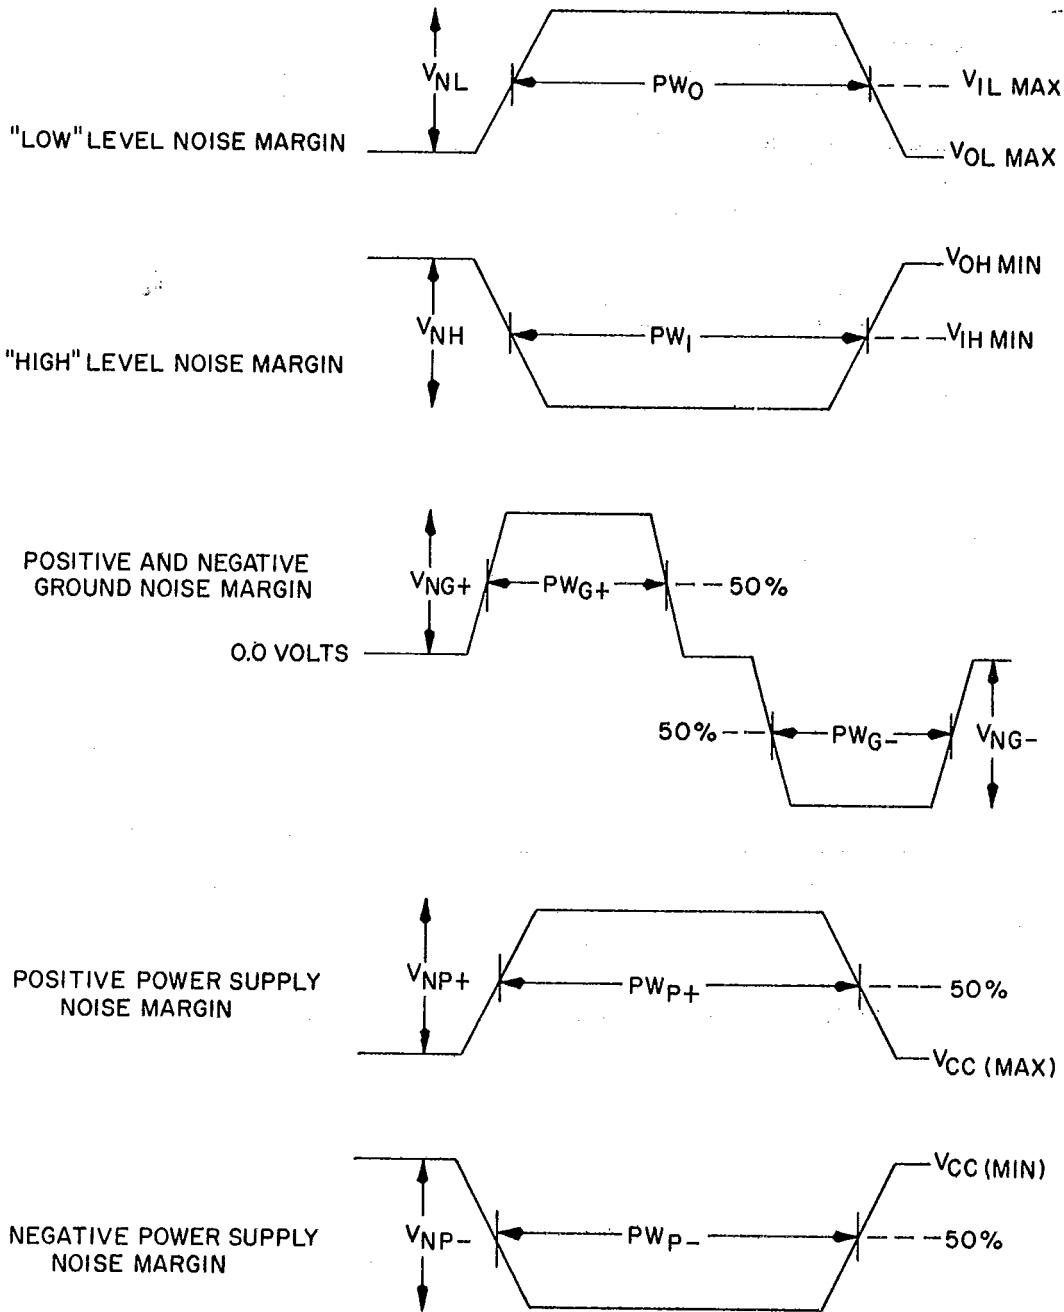 VNL
PWO
VIL MAX
"LOW" LEVEL NOISE MARGIN
VOL MAX
VOH MIN
VNH
PWI
VIH MIN
"HIGH" LEVEL NOISE MARGIN
POSITIVE AND NEGATIVE
GROUND NOISE MARGIN
VNG+
PWG+
50%
0.0 VOLTS
50%
PWG-
VNG-
POSITIVE POWER SUPPLY
NOISE MARGIN
VNP+
PWP+
50%
VCC (MAX)
VCC (MIN)
NEGATIVE POWER SUPPLY
NOISE MARGIN
VNP-
PWP-
50%